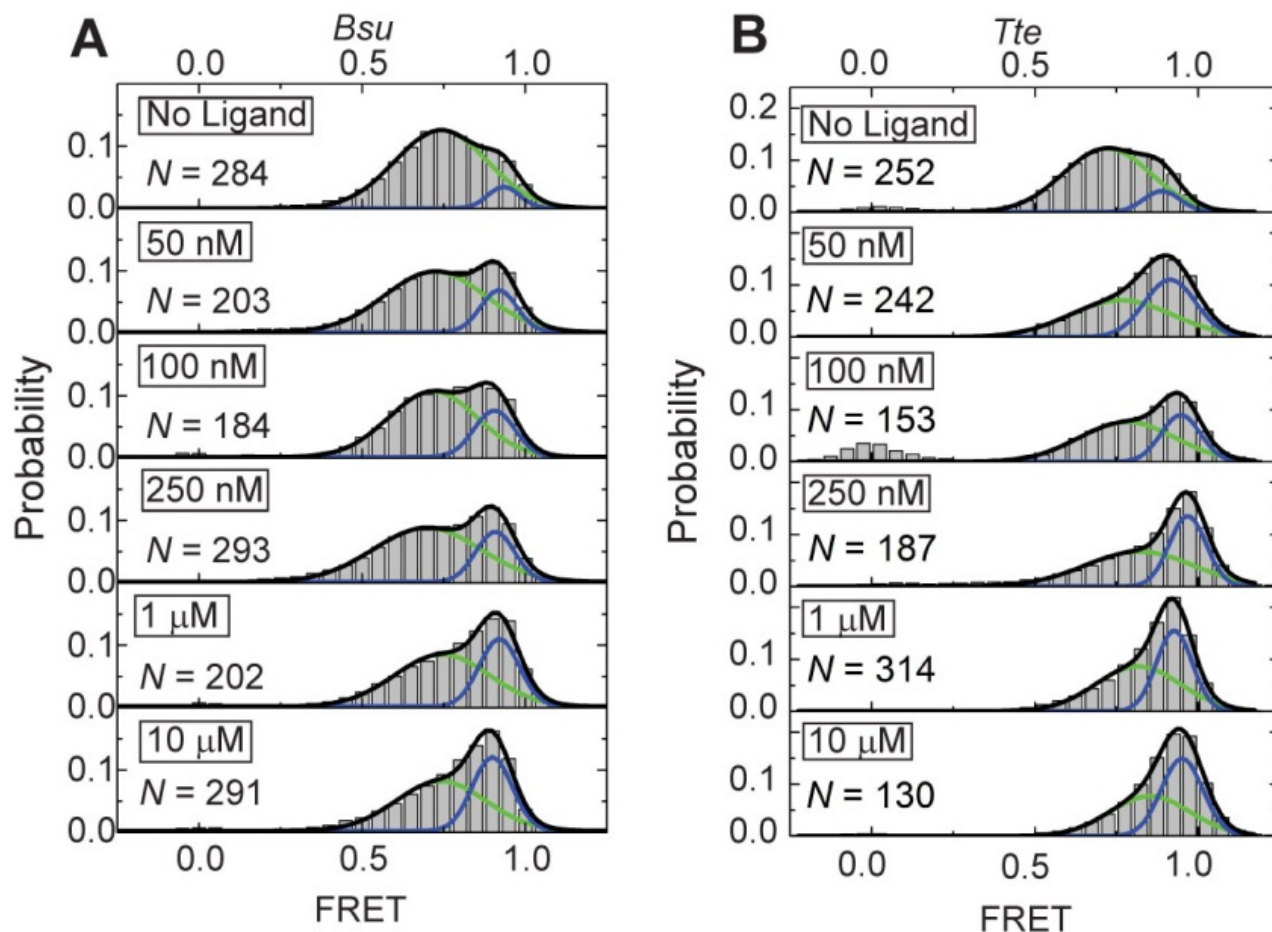 A
Bsu
0.0 0.5 1.0
No Ligand
0.1
N = 284
0.0
50 nM
0.1
N = 203
0.0
100 nM
0.1
N = 184
0.0
250 nM
0.1
N = 293
0.0
1 μM
0.1
N = 202
0.0
10 μM
0.1
N = 291
0.0
0.0 0.5 1.0
FRET
Probability
B
Tte
0.0 0.5 1.0
0.2
No Ligand
0.1
N = 252
0.0
50 nM
0.1
N = 242
0.0
100 nM
0.1
N = 153
0.0
250 nM
0.1
N = 187
0.0
1 μM
0.1
N = 314
0.0
10 μM
0.1
N = 130
0.0
0.0 0.5 1.0
FRET
Probability